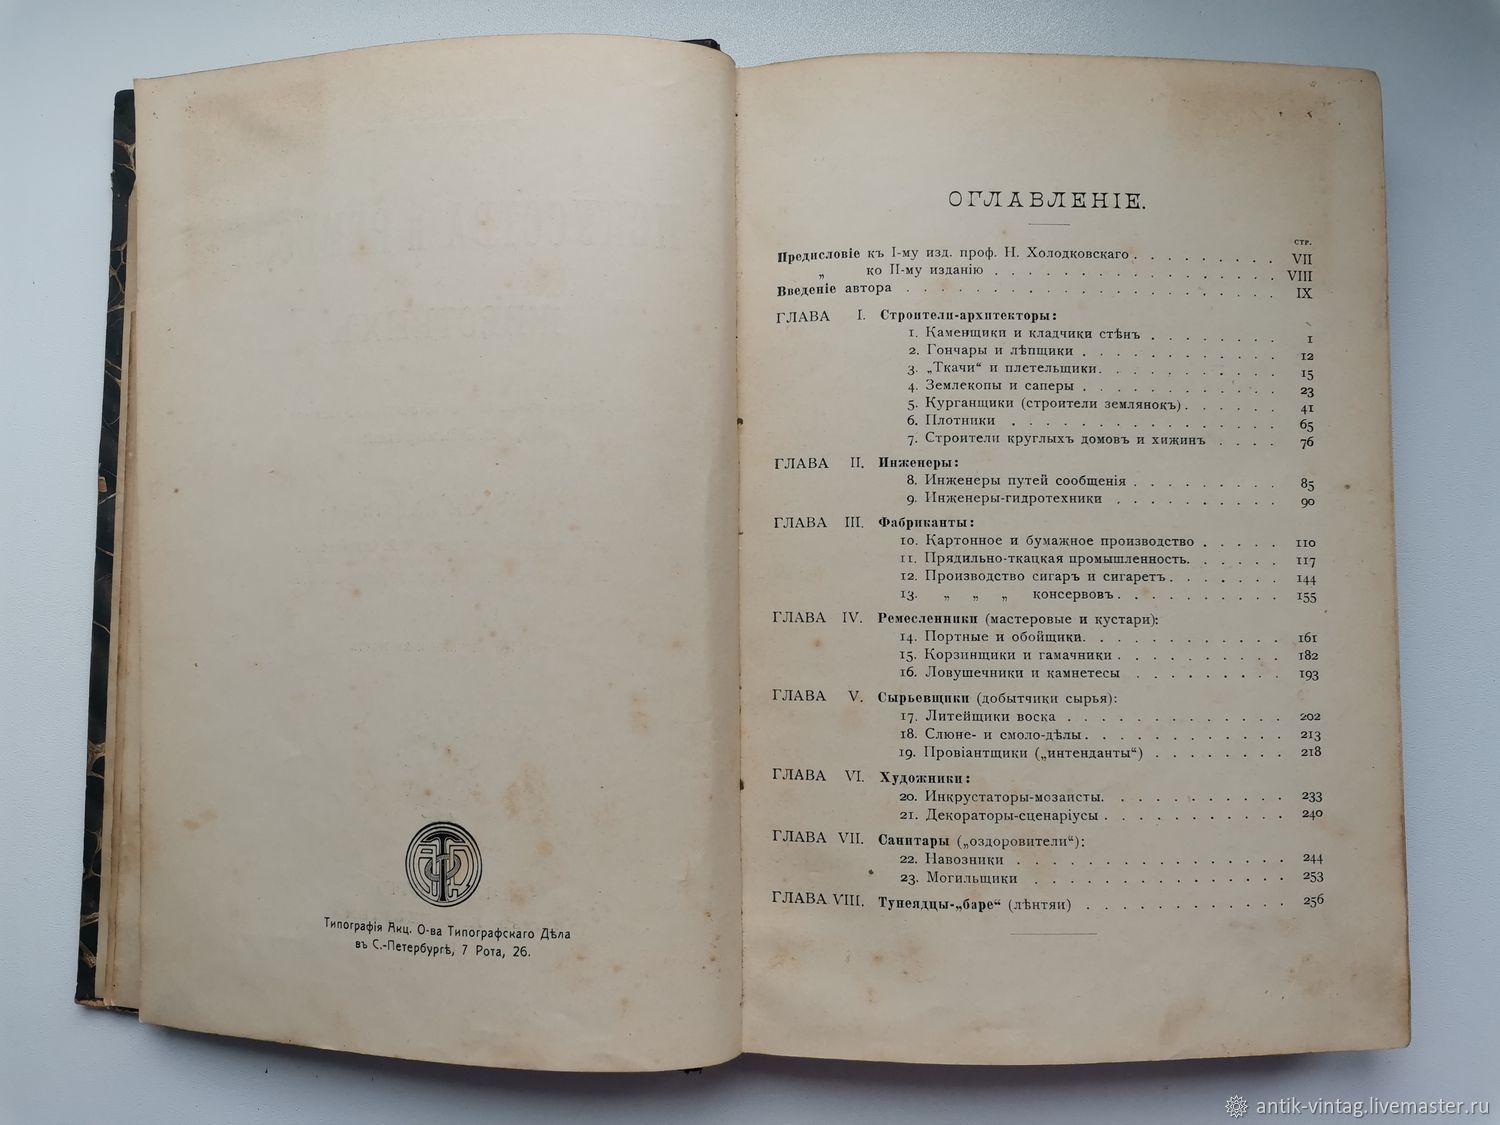 Типографія Акц. О-ва Типографскаго Дѣла
въ С.-Петербургѣ, 7 Рота, 26.
ОГЛАВЛЕНІЕ.
СТР.
Предисловіе къ I-му изд. проф. Н. Холодковскаго . . . . . . . . . VII
„ ко II-му изданію . . . . . . . . . . . . . . . . . VIII
Введеніе автора . . . . . . . . . . . . . . . . . . . . . . IX
ГЛАВА I. Строители-архитекторы:
1. Каменщики и кладчики стѣнъ . . . . . . . . 1
2. Гончары и лѣпщики . . . . . . . . . . . . 12
3. „Ткачи“ и плетельщики. . . . . . . . . . . 15
4. Землекопы и саперы . . . . . . . . . . . . 23
5. Курганщики (строители землянокъ) . . . . . . 41
6. Плотники . . . . . . . . . . . . . . . . 65
7. Строители круглыхъ домовъ и хижинъ . . . . 76
ГЛАВА II. Инженеры:
8. Инженеры путей сообщенія . . . . . . . . . 85
9. Инженеры-гидротехники . . . . . . . . . . 90
ГЛАВА III. Фабриканты:
10. Картонное и бумажное производство . . . . . 110
11. Прядильно-ткацкая промышленность. . . . . . 117
12. Производство сигаръ и сигаретъ . . . . . . . 144
13. „ „ „ консервовъ . . . . . . . . . 155
ГЛАВА IV. Ремесленники (мастеровые и кустари):
14. Портные и обойщики. . . . . . . . . . . . 161
15. Корзинщики и гамачники . . . . . . . . . . 182
16. Ловушечники и камнетесы . . . . . . . . . 193
ГЛАВА V. Сырьевщики (добытчики сырья):
17. Литейщики воска . . . . . . . . . . . . . 202
18. Слюне- и смоло-дѣлы . . . . . . . . . . . . 213
19. Провіантщики („интенданты“) . . . . . . . . 218
ГЛАВА VI. Художники:
20. Инкрустаторы-мозаисты. . . . . . . . . . . 233
21. Декораторы-сценаріусы . . . . . . . . . . . 240
ГЛАВА VII. Санитары („оздоровители“):
22. Навозники . . . . . . . . . . . . . . . . 244
23. Могильщики . . . . . . . . . . . . . . . 253
ГЛАВА VIII. Тунеядцы-„баре“ (лѣнтяи) . . . . . . . . . . . . 256
antik-vintag.livemaster.ru